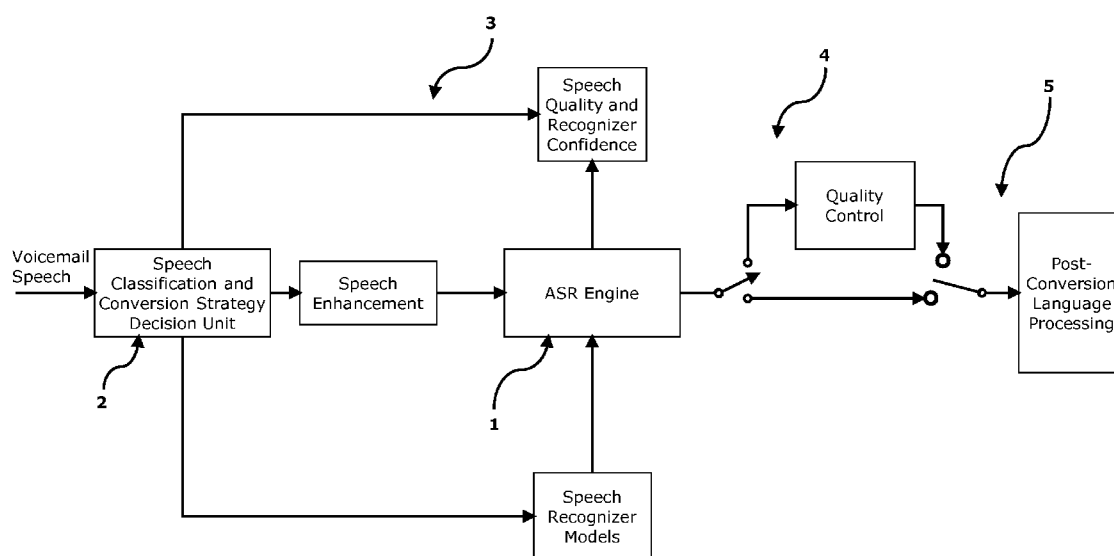 3
Speech
Quality and
Recognizer
Confidence
4
5
Quality
Control
Voicemail
Speech
Speech
Classification and
Conversion Strategy
Decision Unit
Speech
Enhancement
ASR Engine
Post-
Conversion
Language
Processing
2
1
Speech
Recognizer
Models